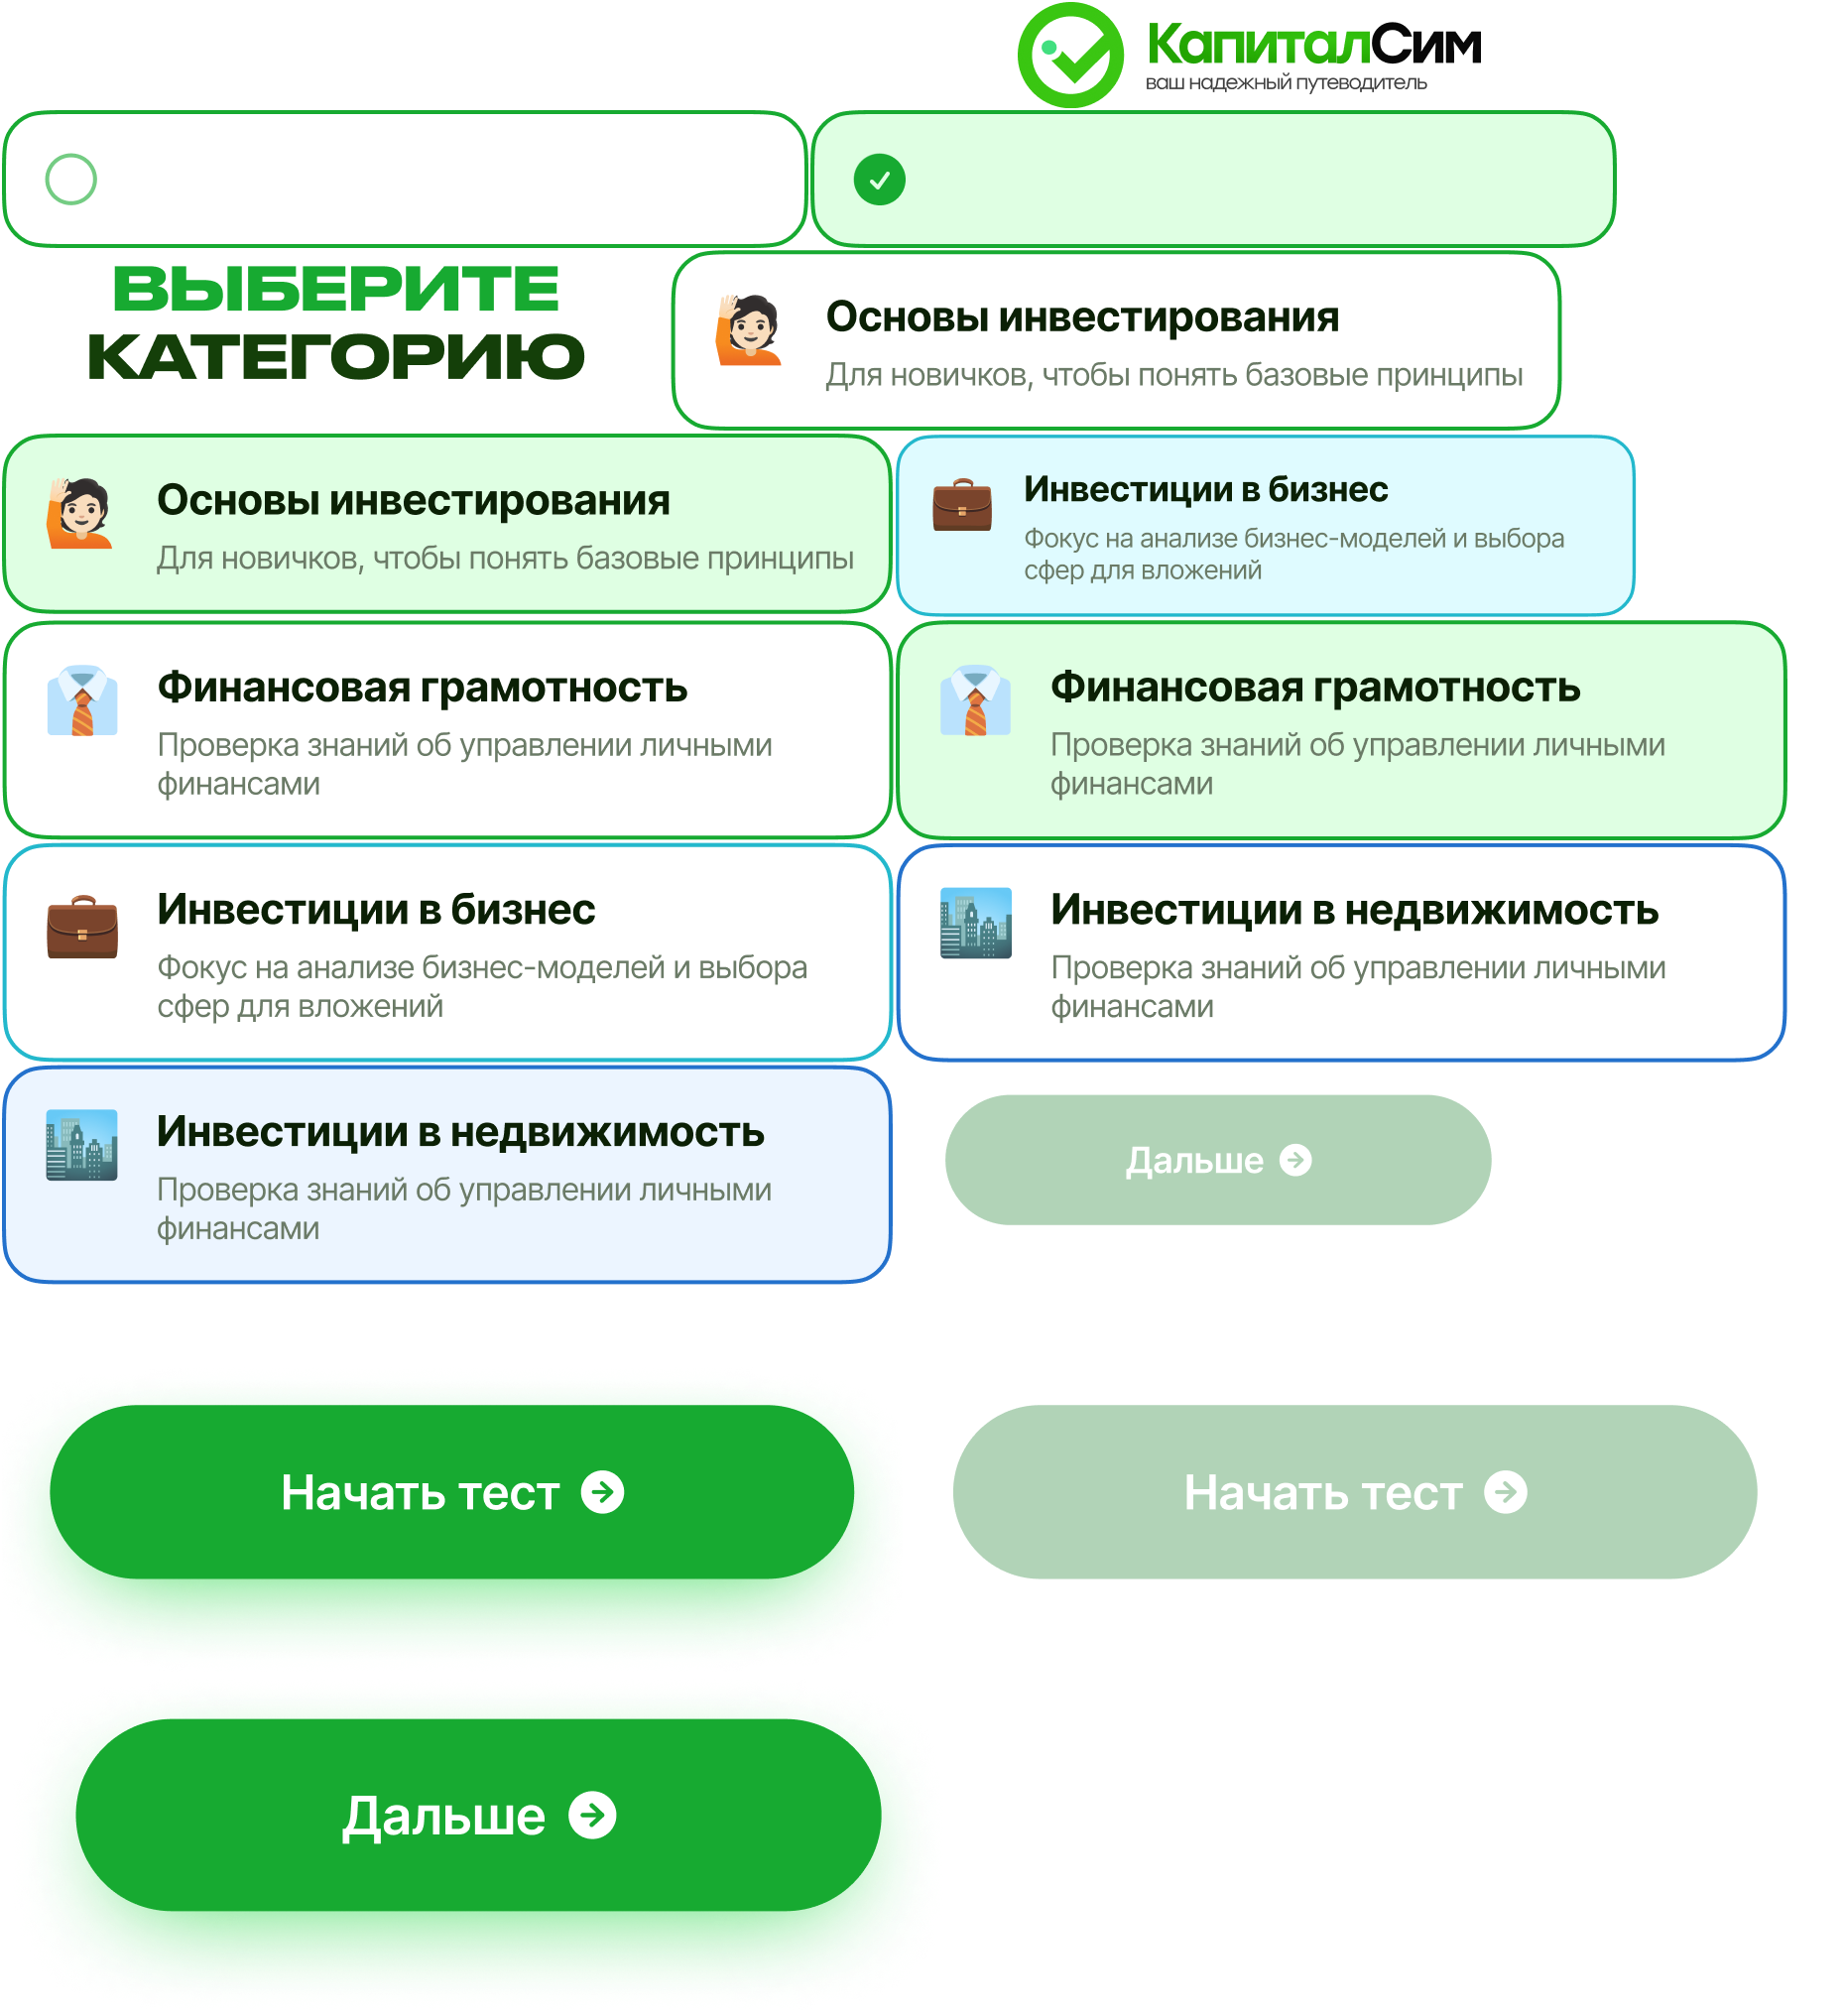 КапиталСим
ваш надежный путеводитель
ВЫБЕРИТЕ
КАТЕГОРИЮ
Основы инвестирования
Для новичков, чтобы понять базовые принципы
Основы инвестирования
Для новичков, чтобы понять базовые принципы
Инвестиции в бизнес
Фокус на анализе бизнес-моделей и выбора
сфер для вложений
Финансовая грамотность
Проверка знаний об управлении личными
финансами
Финансовая грамотность
Проверка знаний об управлении личными
финансами
Инвестиции в бизнес
Фокус на анализе бизнес-моделей и выбора
сфер для вложений
Инвестиции в недвижимость
Проверка знаний об управлении личными
финансами
Инвестиции в недвижимость
Проверка знаний об управлении личными
финансами
Дальше
Начать тест
Начать тест
Дальше